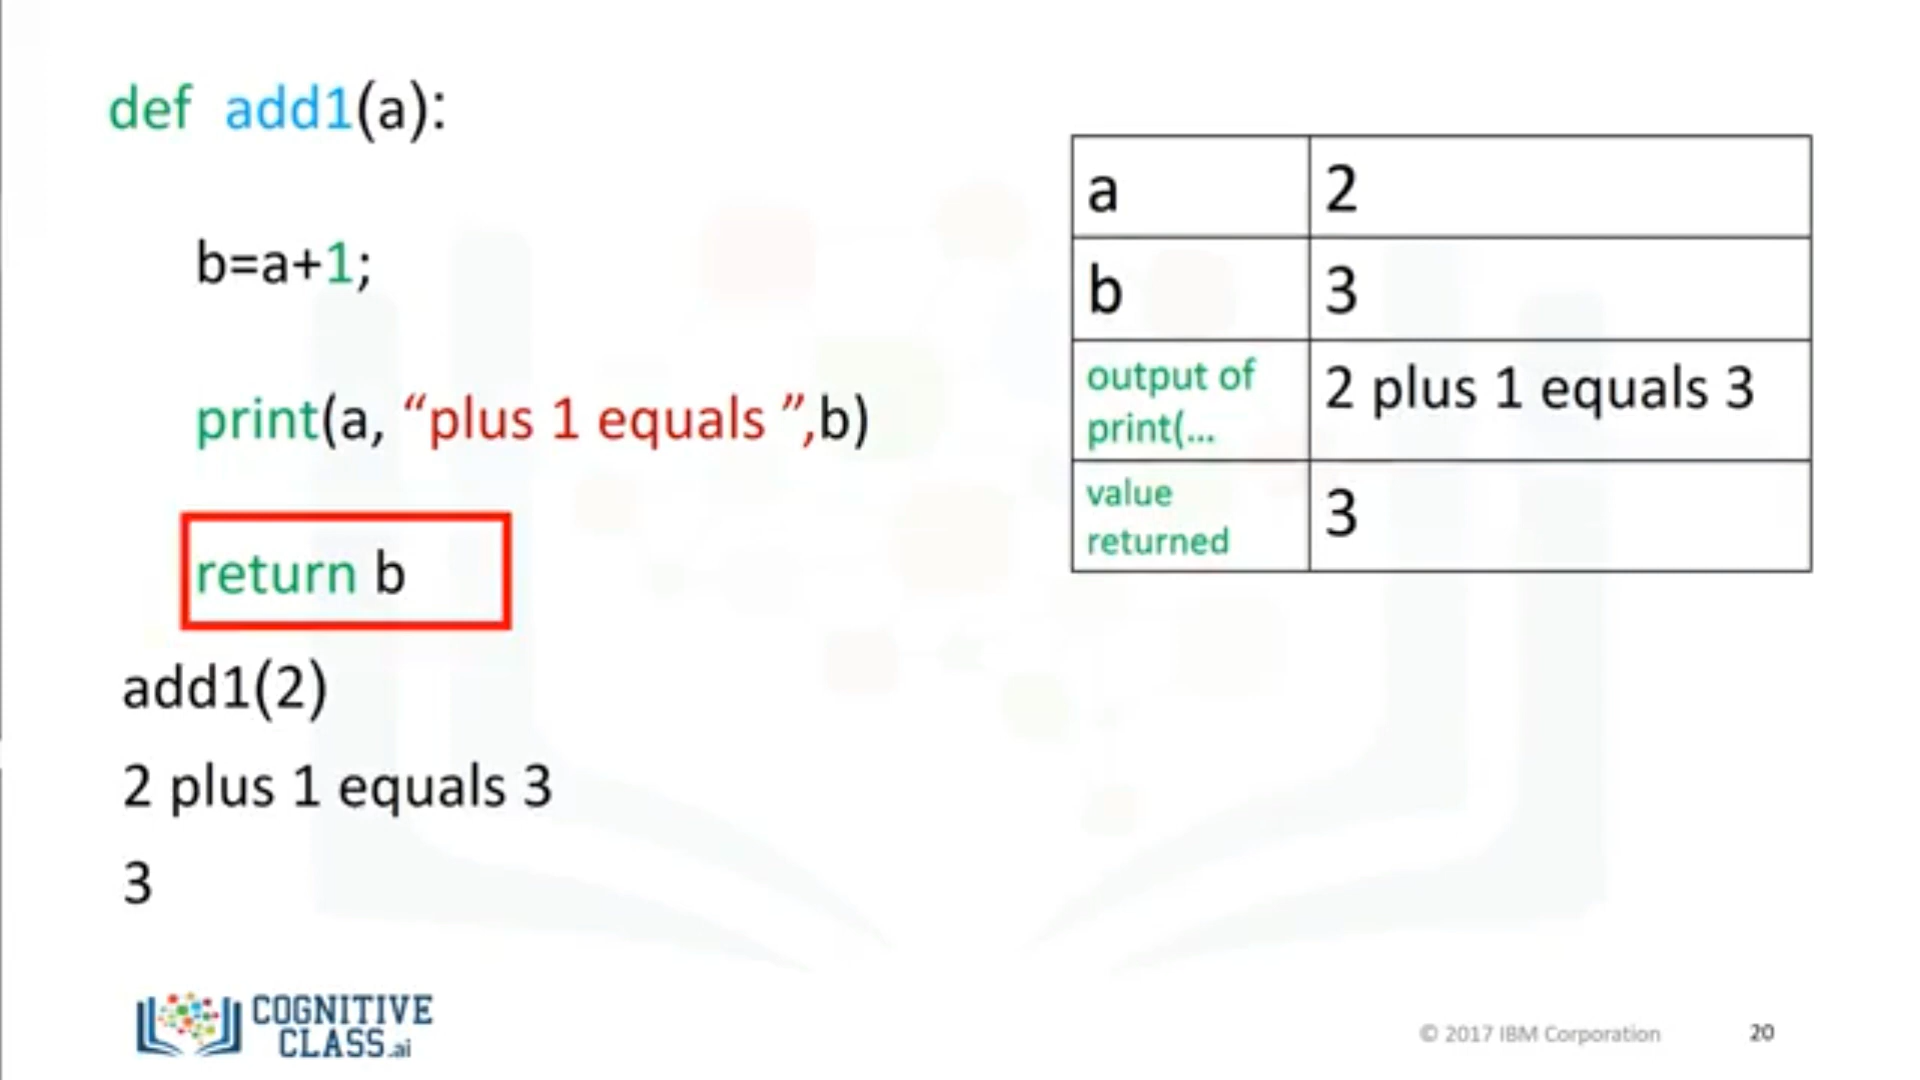 def add1(a):
b=a+1;
print(a, “plus 1 equals ”,b)
return b
add1(2)
2 plus 1 equals 3
3
a 2
b 3
output of
print(...
2 plus 1 equals 3
value
returned
3
COGNITIVE
CLASS.ai
© 2017 IBM Corporation 20